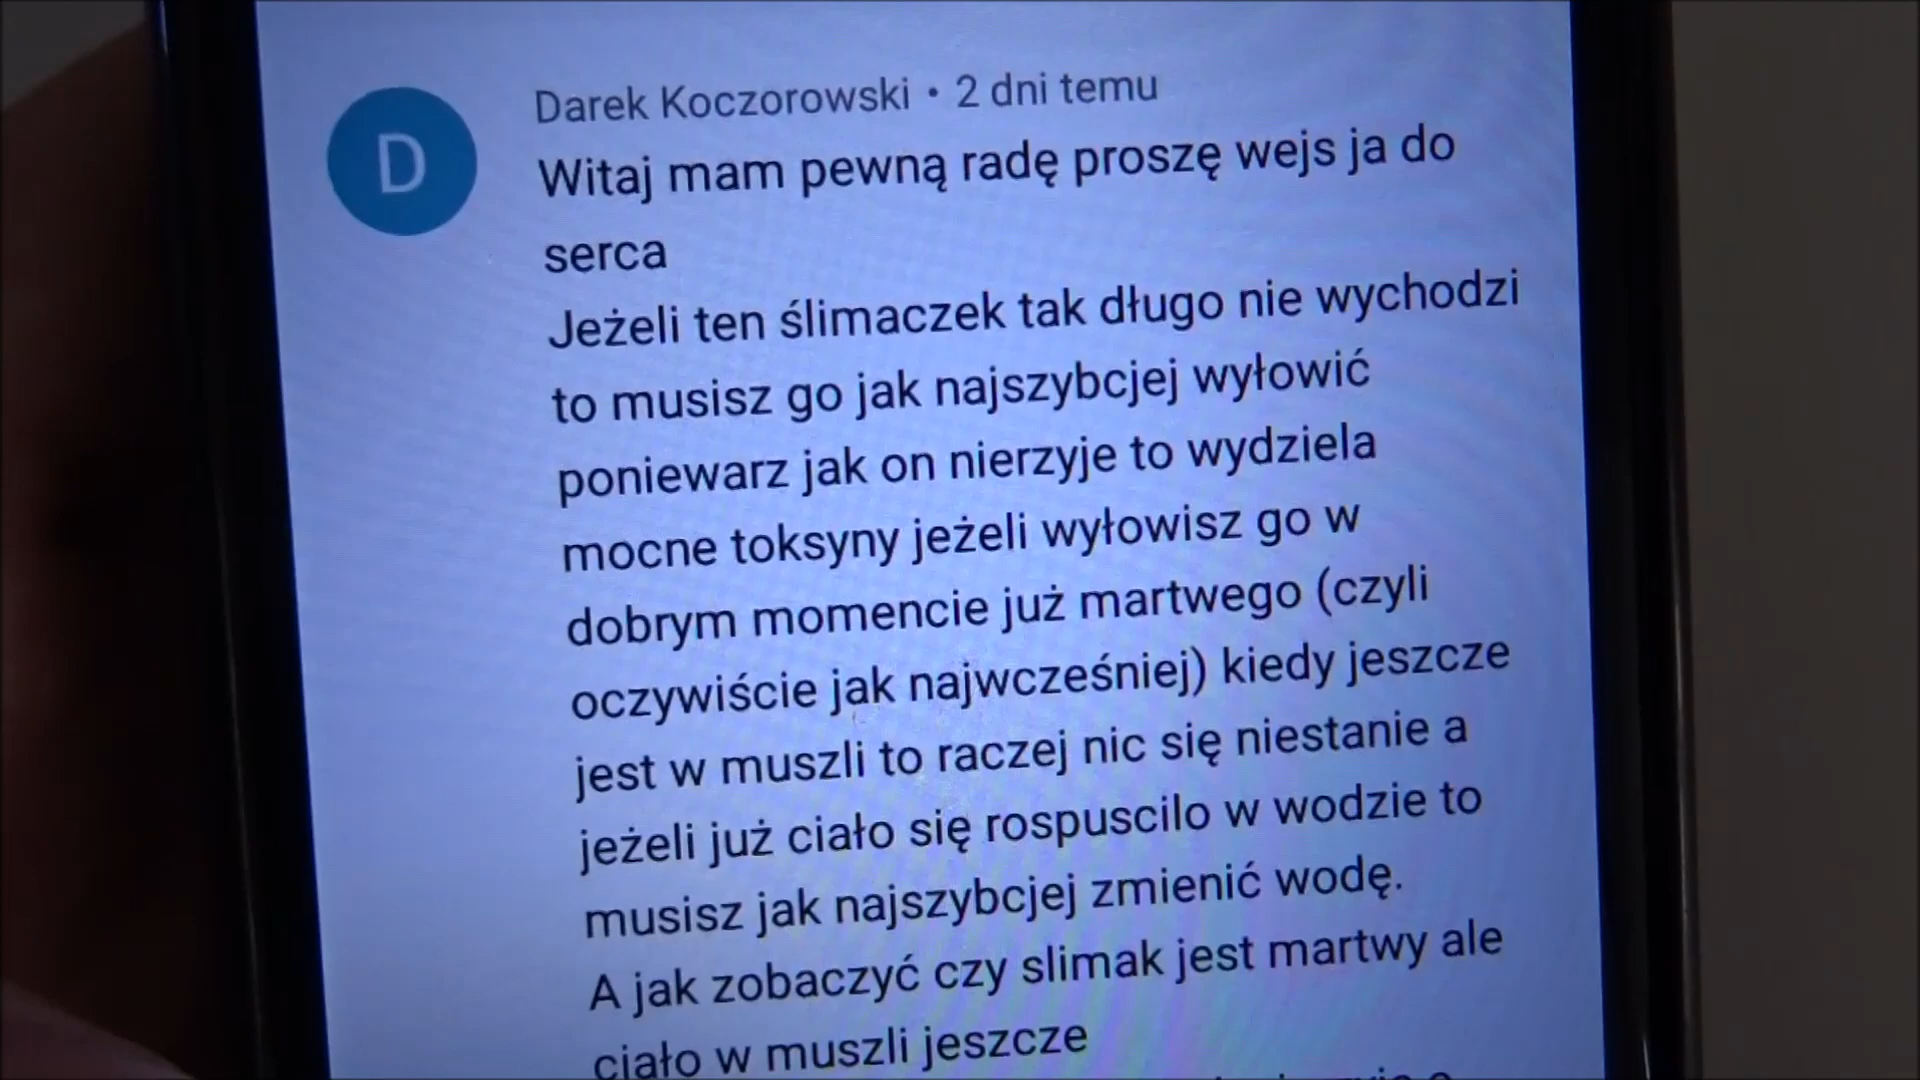 D
Darek Koczorowski • 2 dni temu
Witaj mam pewną radę proszę wejs ja do
serca
Jeżeli ten ślimaczek tak długo nie wychodzi
to musisz go jak najszybcjej wyłowić
poniewarz jak on nierzyje to wydziela
mocne toksyny jeżeli wyłowisz go w
dobrym momencie już martwego (czyli
oczywiście jak najwcześniej) kiedy jeszcze
jest w muszli to raczej nic się niestanie a
jeżeli już ciało się rospuscilo w wodzie to
musisz jak najszybcjej zmienić wodę.
A jak zobaczyć czy slimak jest martwy ale
ciało w muszli jeszcze